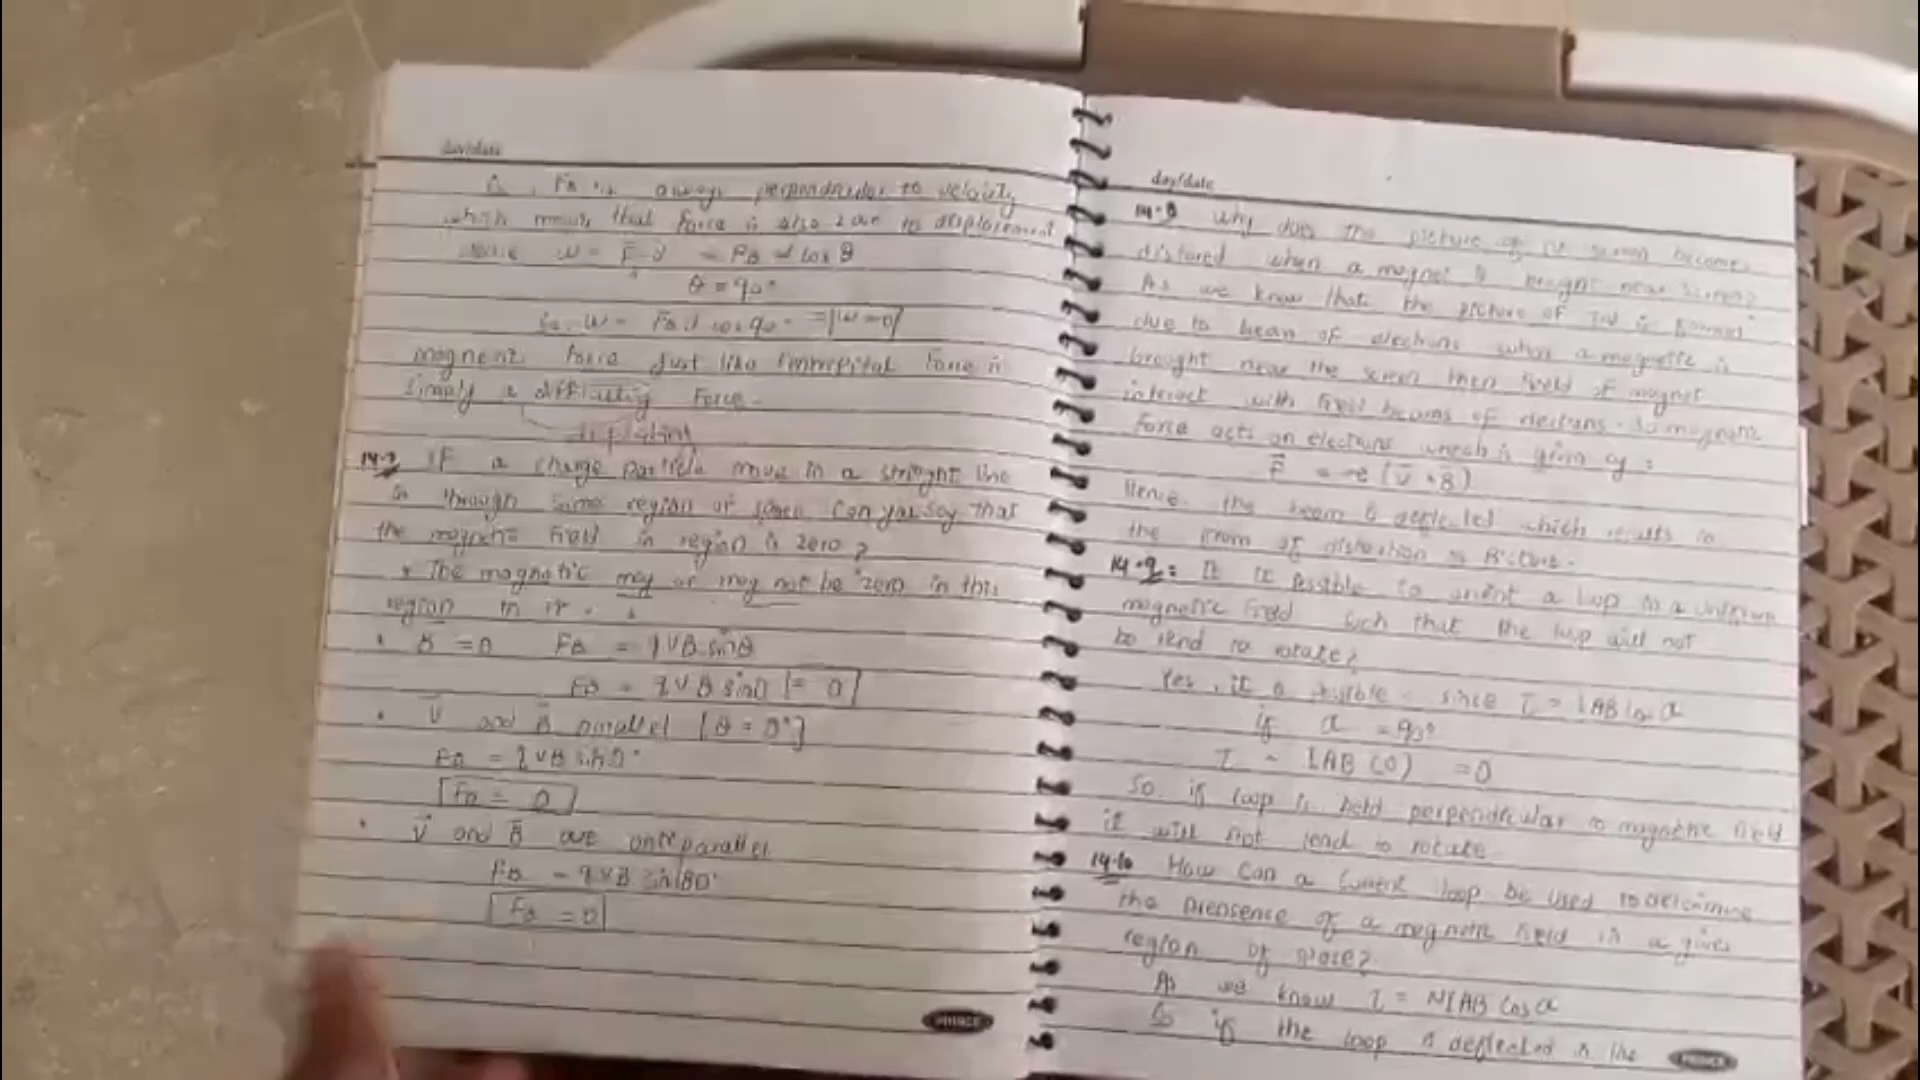 day/date
is always perpendicular to velocity
which means that force is also lar to displacement
W = F.d = FB d cos θ
θ = 90°
So, W = FB d cos 90° = W = 0
magnetic force just like centripetal force is
simply a force.
14.7 IF a charge particle move in a straight line
through some region of space can you say that
the magnetic field in region is zero?
* The magnetic may or may not be zero in this
region
• B = 0 FB = qVB sinθ
FB = qVB sin0 = 0
• V and B parallel [θ = 0°]
FB = qVB sin0°
FB = 0
• V and B are antiparallel
FB = qVB sin180°
FB = 0
PRINCE
day/date
14.8 Why does the picture of screen becomes
when a magnet is brought near screen?
As we know that the picture of is formed
due to beam of electrons when a magnetic is
brought near the screen then field of magnet
interact with field beams of electrons. So magnetic
force acts on electrons which is given by:
F = -e (V × B)
Hence, the beam is deflected which results in
the of distortion Picture.
14.9: It is possible to orient a loop in a uniform
magnetic field such that the loop will not
be tend to rotate?
Yes, it is possible since τ = IAB cos α
if α = 90°
τ = IAB (0) = 0
So, if loop is held perpendicular to magnetic field
it will not tend to rotate
14.10 How can a current loop be used to determine
the presence of a magnetic field in a given
region of space?
As we know τ = NIAB cos α
So if the loop is deflected in the
PRINCE